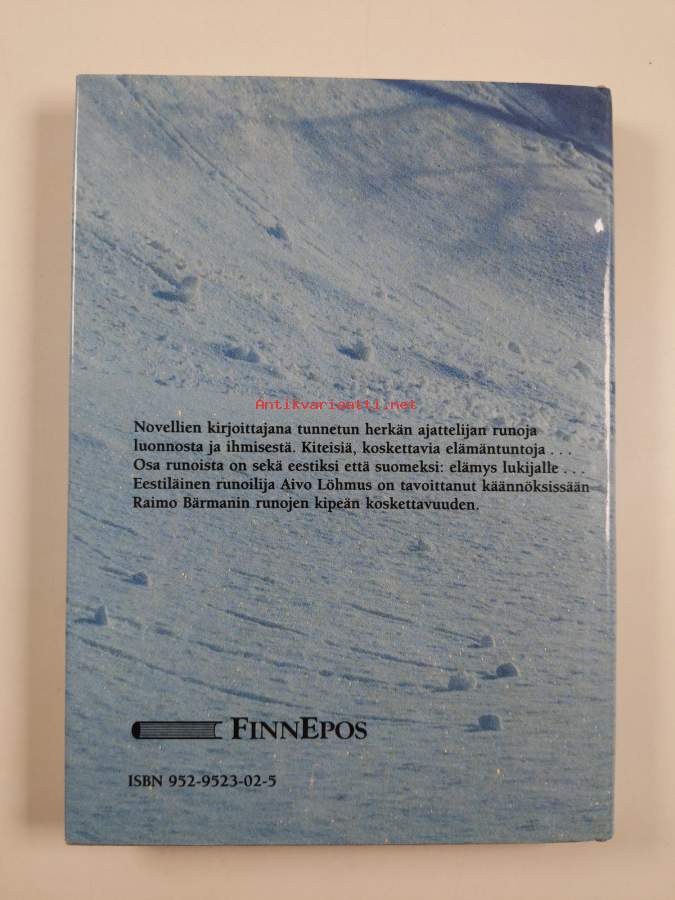 Antikvariaatti.net
Novellien kirjoittajana tunnetun herkän ajattelijan runoja
luonnosta ja ihmisestä. Kiteisiä, koskettavia elämäntuntoja . . .
Osa runoista on sekä eestiksi että suomeksi: elämys lukijalle . . .
Eestiläinen runoilija Aivo Löhmus on tavoittanut käännöksissään
Raimo Bärmanin runojen kipeän koskettavuuden.
FINNEPOS
ISBN 952-9523-02-5